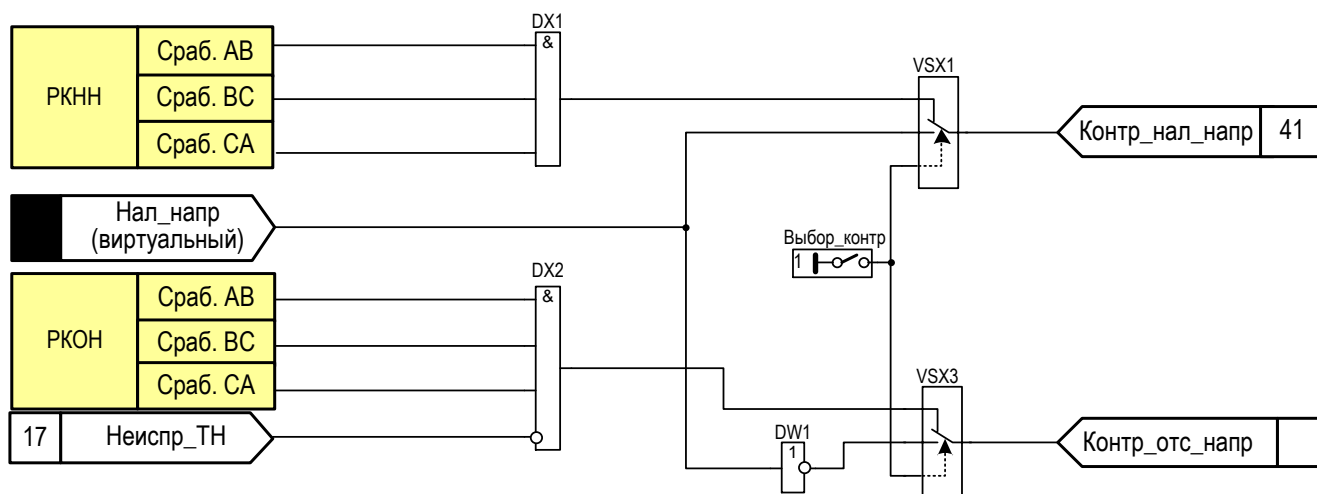 DX1
&
РКНН
Сраб. AB
Сраб. BC
Сраб. CA
VSX1
Контр_нал_напр 41
Нал_напр
(виртуальный)
Выбор_контр
1
DX2
&
РКОН
Сраб. AB
Сраб. BC
Сраб. CA
17 Неиспр_ТН
VSX3
DW1
1
Контр_отс_напр